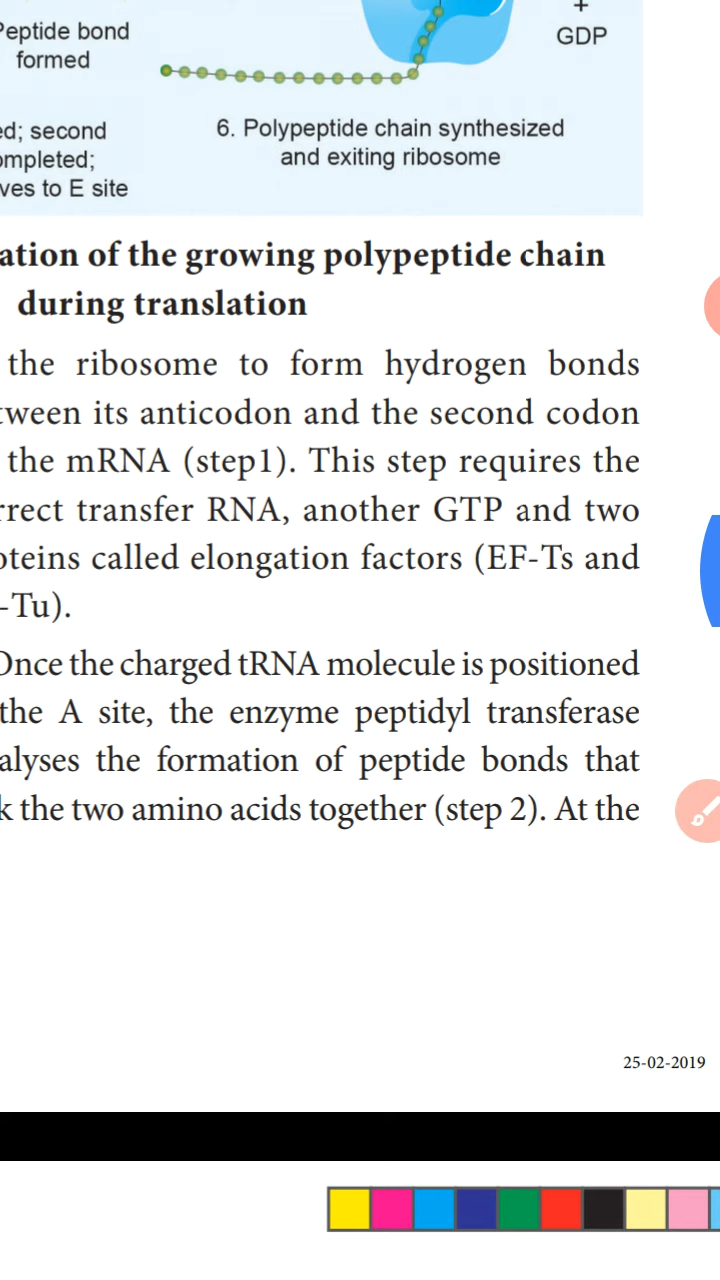 Peptide bond
formed
+
GDP
ed; second
ompleted;
ves to E site
6. Polypeptide chain synthesized
and exiting ribosome
ation of the growing polypeptide chain
during translation
the ribosome to form hydrogen bonds
tween its anticodon and the second codon
the mRNA (step1). This step requires the
rrect transfer RNA, another GTP and two
oteins called elongation factors (EF-Ts and
-Tu).
Once the charged tRNA molecule is positioned
the A site, the enzyme peptidyl transferase
alyses the formation of peptide bonds that
k the two amino acids together (step 2). At the
25-02-2019